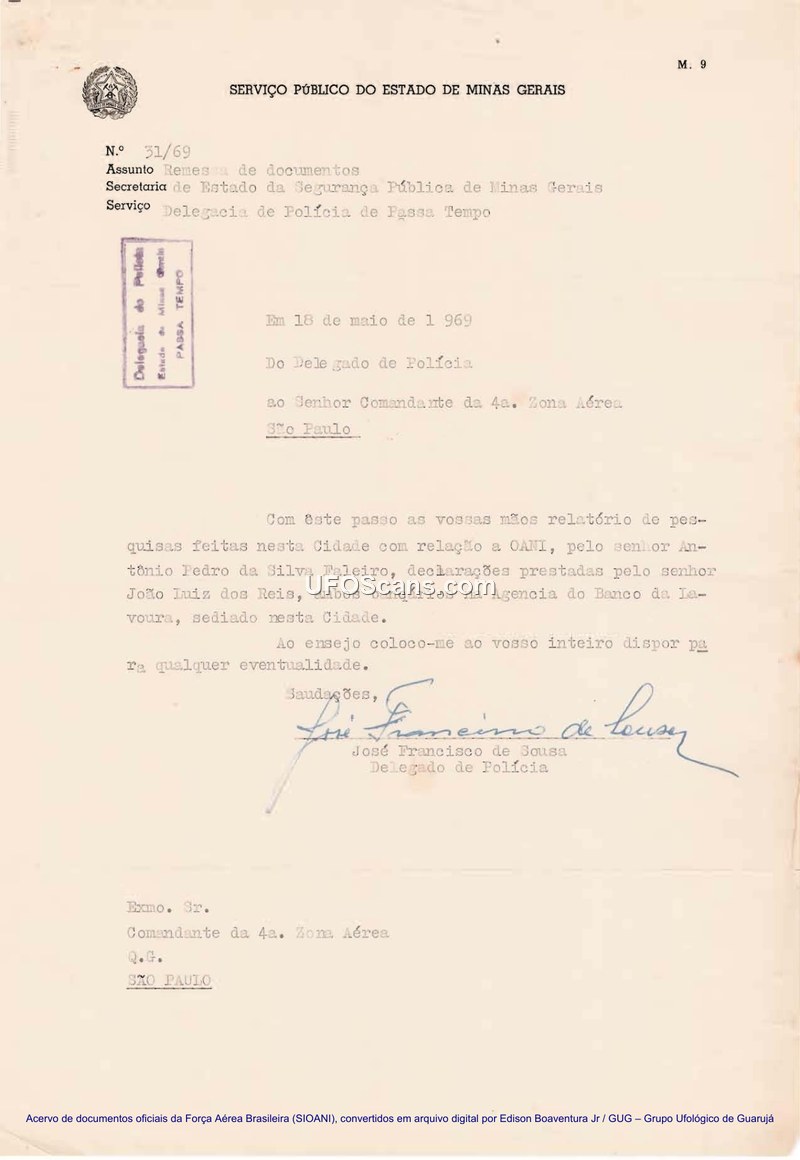 M. 9
SERVIÇO PÚBLICO DO ESTADO DE MINAS GERAIS
N.º 31/69
Assunto Remessa de documentos
Secretaria de Estado da Segurança Pública de Minas Gerais
Serviço Delegacia de Polícia de Passa Tempo
Delegacia de Polícia
Estado de Minas Gerais
PASSA TEMPO
Em 18 de maio de 1 969
Do Delegado de Polícia
ao Senhor Comandante da 4a. Zona Aérea
São Paulo
Com êste passo as vossas mãos relatório de pes-
quisas feitas nesta Cidade com relação a OANI, pelo senhor An-
tônio Pedro da Silva Faleiro, declarações prestadas pelo senhor
João Luiz dos Reis, ambos da Agencia do Banco da La-
voura, sediado nesta Cidade.
UFOScans.com
Ao ensejo coloco-me ao vosso inteiro dispor pa
ra qualquer eventualidade.
Saudações,
José Francisco de Sousa
José Francisco de Sousa
Delegado de Polícia
Exmo. Sr.
Comandante da 4a. Zona Aérea
Q.G.
SÃO PAULO
Acervo de documentos oficiais da Força Aérea Brasileira (SIOANI), convertidos em arquivo digital por Edison Boaventura Jr / GUG – Grupo Ufológico de Guarujá